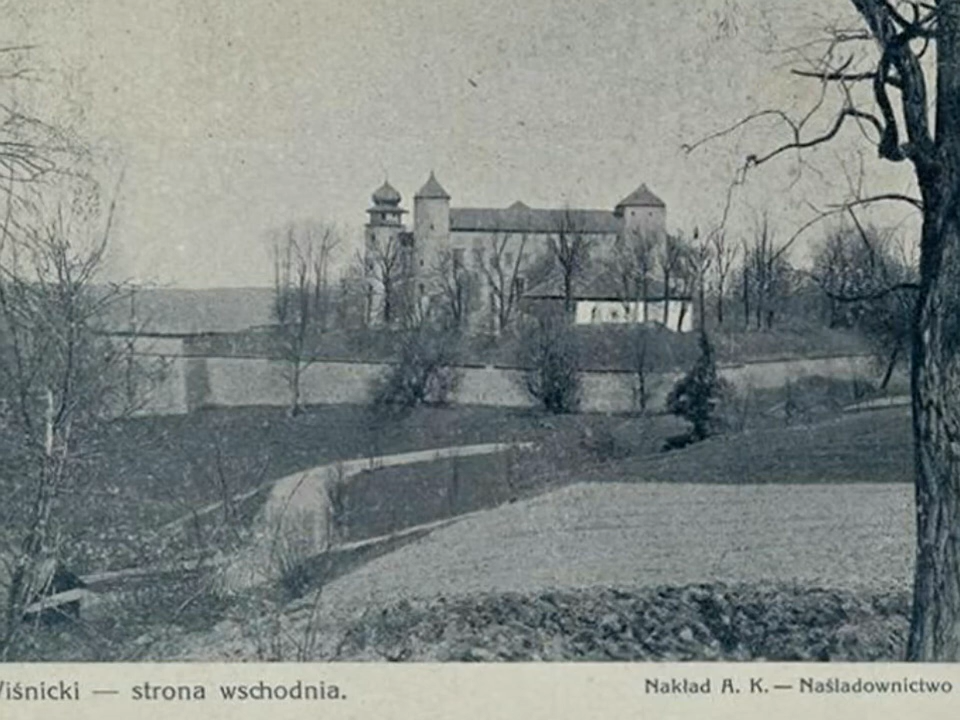 Wiśnicki — strona wschodnia.
Nakład A. K. — Naśladownictwo